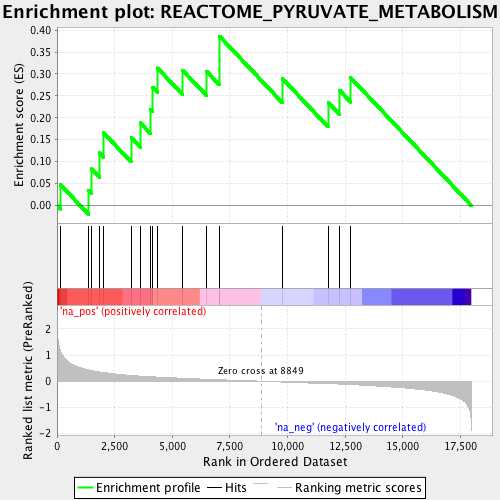 Enrichment plot: REACTOME_PYRUVATE_METABOLISM
Enrichment score (ES)
0.40
0.35
0.30
0.25
0.20
0.15
0.10
0.05
0.00
'na_pos' (positively correlated)
Ranked list metric (PreRanked)
2
1
0
-1
-2
Zero cross at 8849
'na_neg' (negatively correlated)
0
2,500
5,000
7,500
10,000
12,500
15,000
17,500
Rank in Ordered Dataset
Enrichment profile
Hits
Ranking metric scores